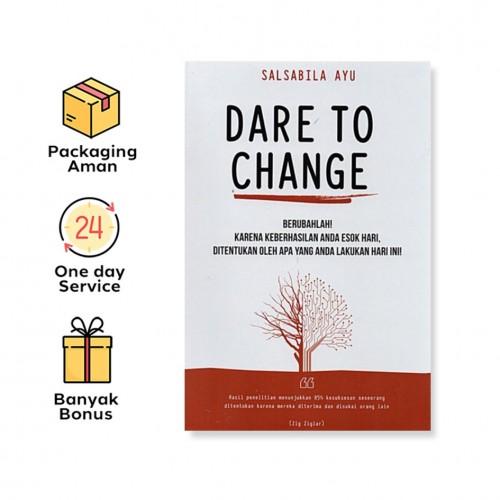 Packaging
Aman
24
One day
Service
Banyak
Bonus
SALSABILA AYU
DARE TO
CHANGE
BERUBAHLAH!
KARENA KEBERHASILAN ANDA ESOK HARI,
DITENTUKAN OLEH APA YANG ANDA LAKUKAN HARI INI!
Hasil penelitian menunjukkan 85% kesuksesan seseorang
ditentukan karena mereka diterima dan disukai orang lain
(Zig Ziglar)